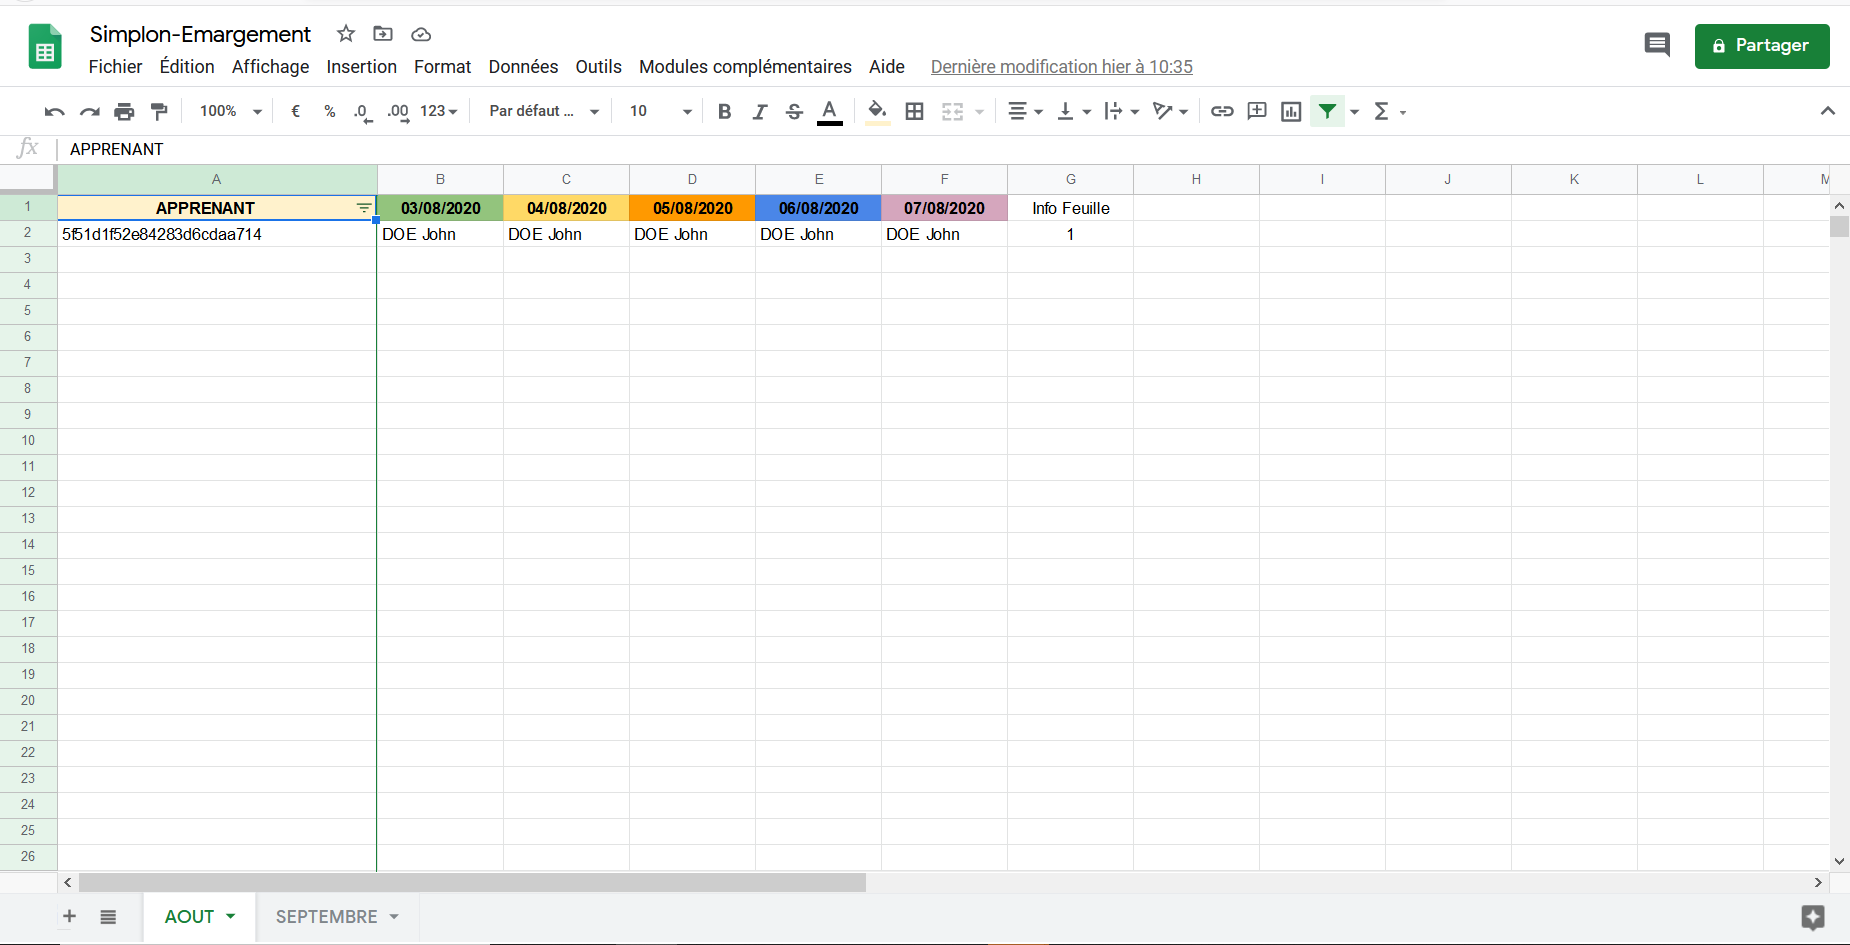 Simplon-Emargement
Fichier Édition Affichage Insertion Format Données Outils Modules complémentaires Aide Dernière modification hier à 10:35
Partager
100% € % .0 .00 123 Par défaut ... 10 B I S A Σ
fx APPRENANT
A B C D E F G H I J K L M
1 APPRENANT 03/08/2020 04/08/2020 05/08/2020 06/08/2020 07/08/2020 Info Feuille
2 5f51d1f52e84283d6cdaa714 DOE John DOE John DOE John DOE John DOE John 1
3
4
5
6
7
8
9
10
11
12
13
14
15
16
17
18
19
20
21
22
23
24
25
26
AOUT SEPTEMBRE